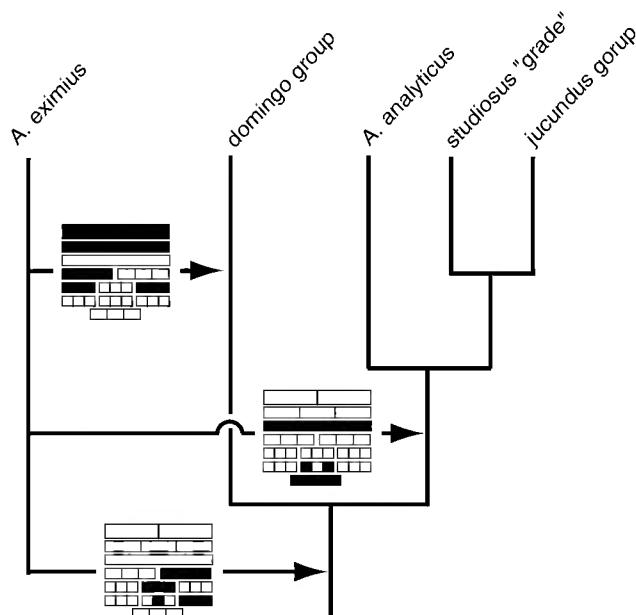 A. eximius
domingo group
A. analyticus
studiosus "grade"
jucundus gorup